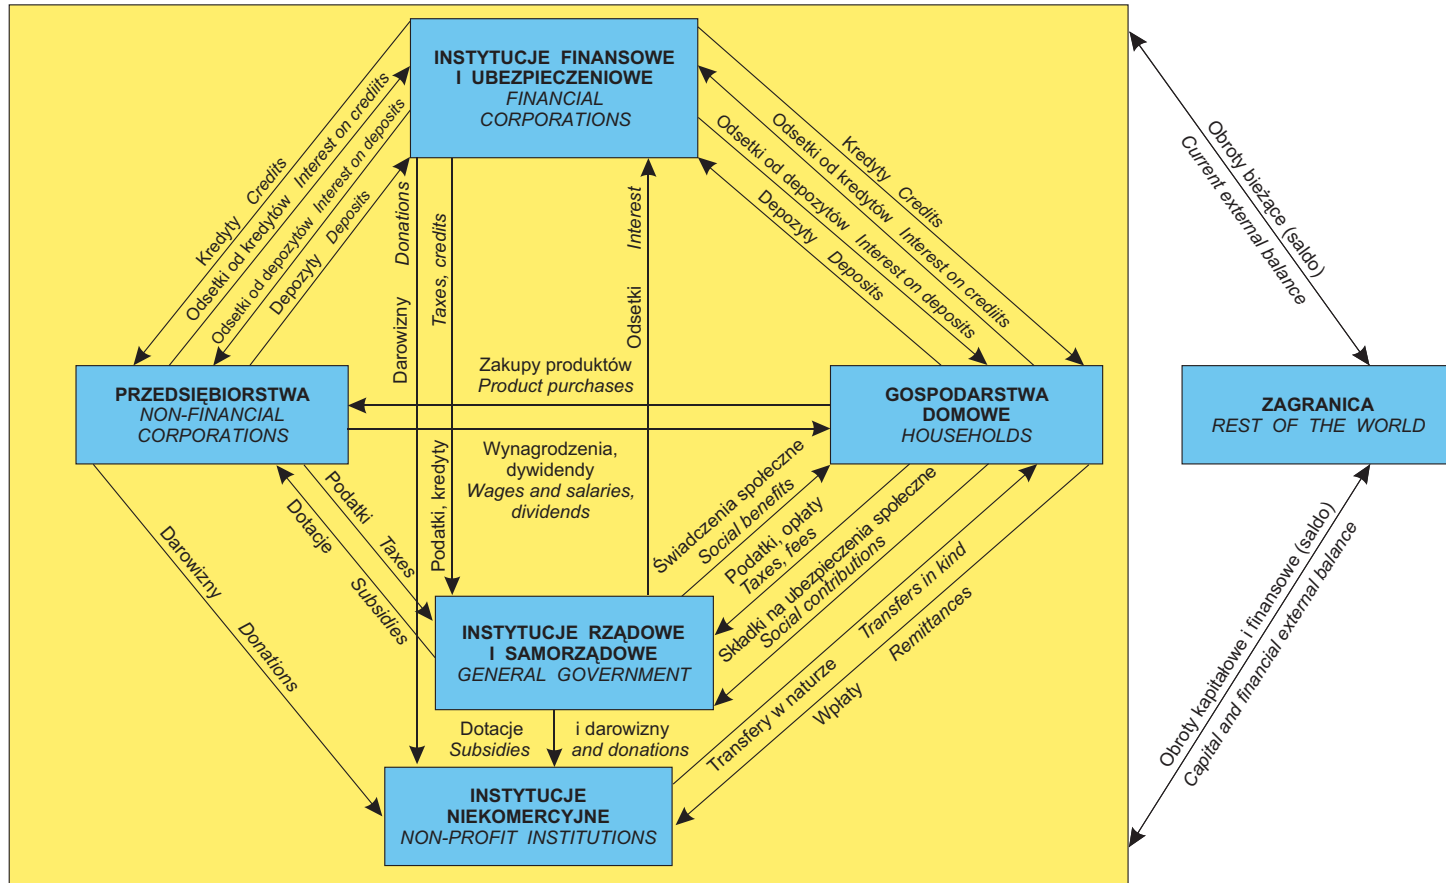 INSTYTUCJE FINANSOWE
I UBEZPIECZENIOWE
FINANCIAL
CORPORATIONS
Kredyty Credits
Odsetki od kredytów Interest on crediits
Odsetki od depozytów Interest on deposits
Depozyty Deposits
Darowizny Donations
Podatki, kredyty Taxes, credits
Odsetki Interest
Kredyty Credits
Odsetki od kredytów Interest on crediits
Odsetki od depozytów Interest on deposits
Depozyty Deposits
Obroty bieżące (saldo)
Current external balance
PRZEDSIĘBIORSTWA
NON-FINANCIAL
CORPORATIONS
Zakupy produktów
Product purchases
Wynagrodzenia,
dywidendy
Wages and salaries,
dividends
GOSPODARSTWA
DOMOWE
HOUSEHOLDS
ZAGRANICA
REST OF THE WORLD
Podatki Taxes
Dotacje Subsidies
Darowizny Donations
Świadczenia społeczne
Social benefits
Podatki, opłaty
Taxes, fees
Składki na ubezpieczenia społeczne
Social contributions
Transfery w naturze Transfers in kind
Wpłaty Remittances
Obroty kapitałowe i finansowe (saldo)
Capital and financial external balance
INSTYTUCJE RZĄDOWE
I SAMORZĄDOWE
GENERAL GOVERNMENT
Dotacje i darowizny
Subsidies and donations
INSTYTUCJE
NIEKOMERCYJNE
NON-PROFIT INSTITUTIONS